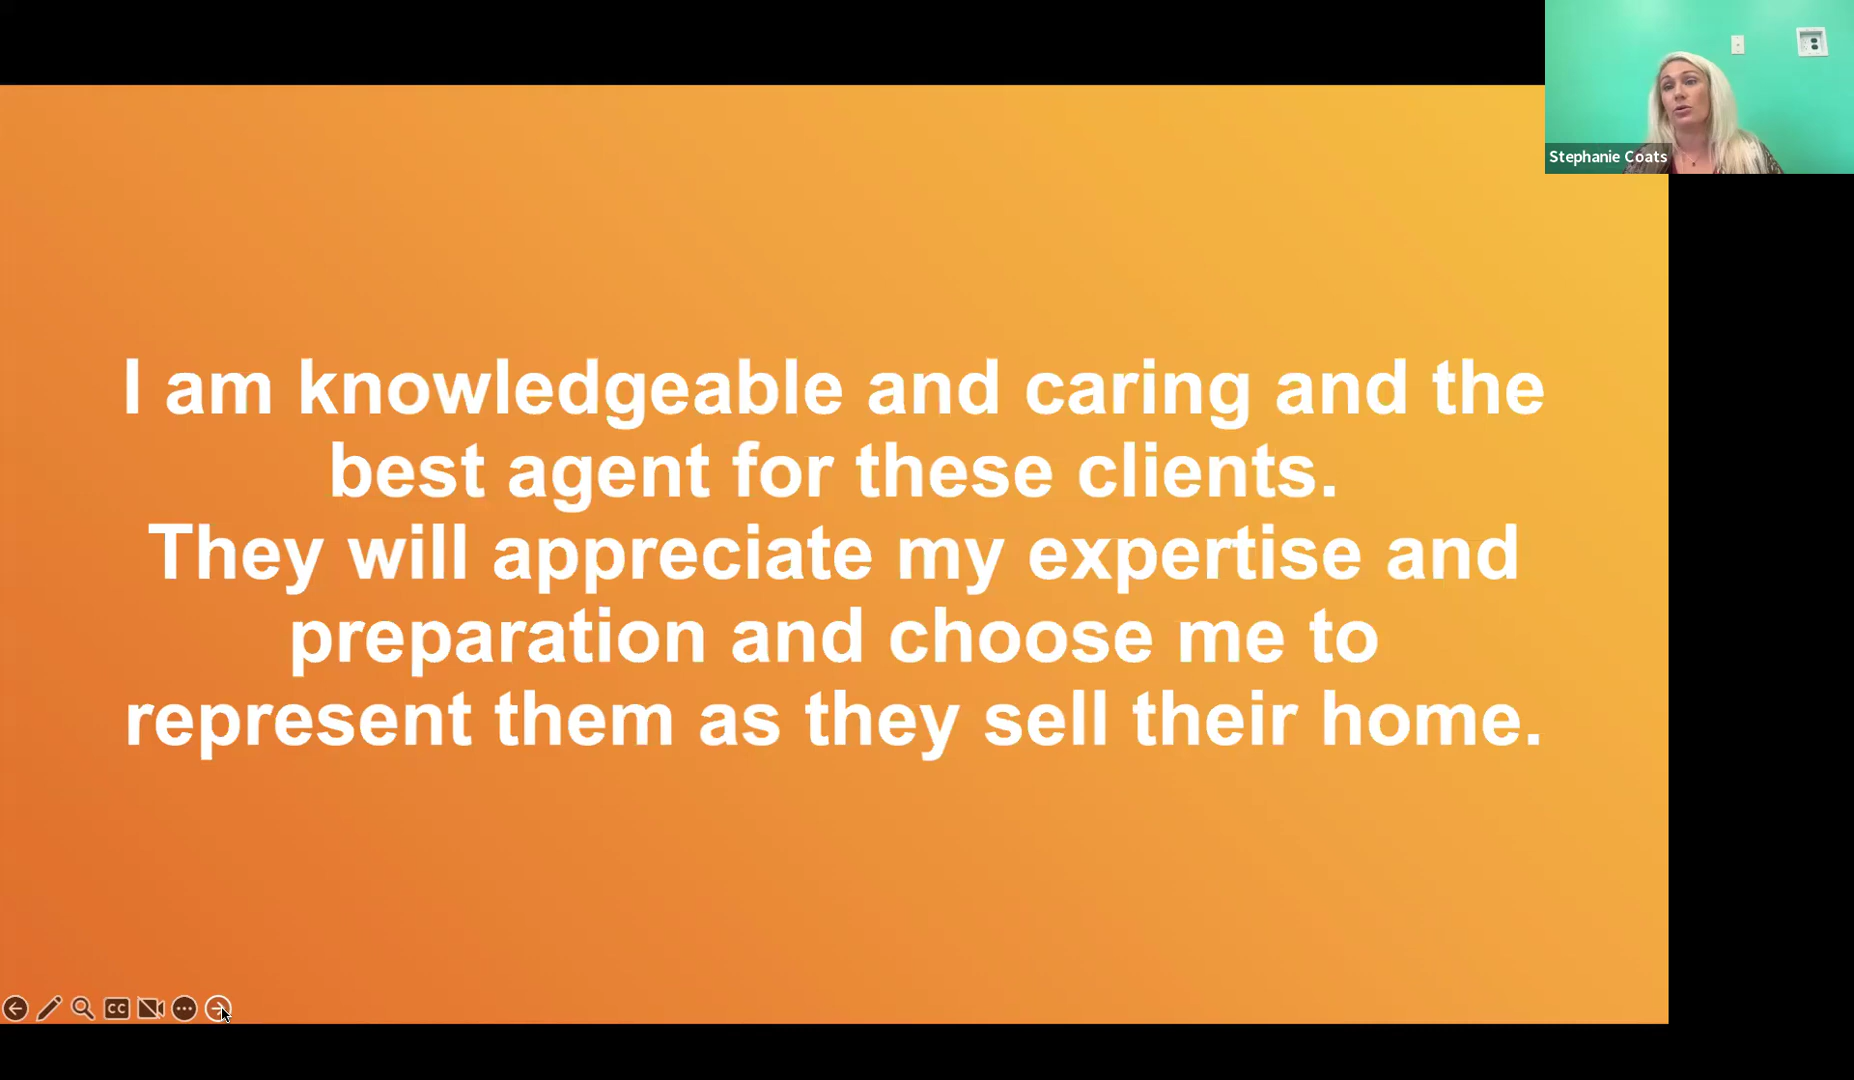 Stephanie Coats
I am knowledgeable and caring and the
best agent for these clients.
They will appreciate my expertise and
preparation and choose me to
represent them as they sell their home.
CC